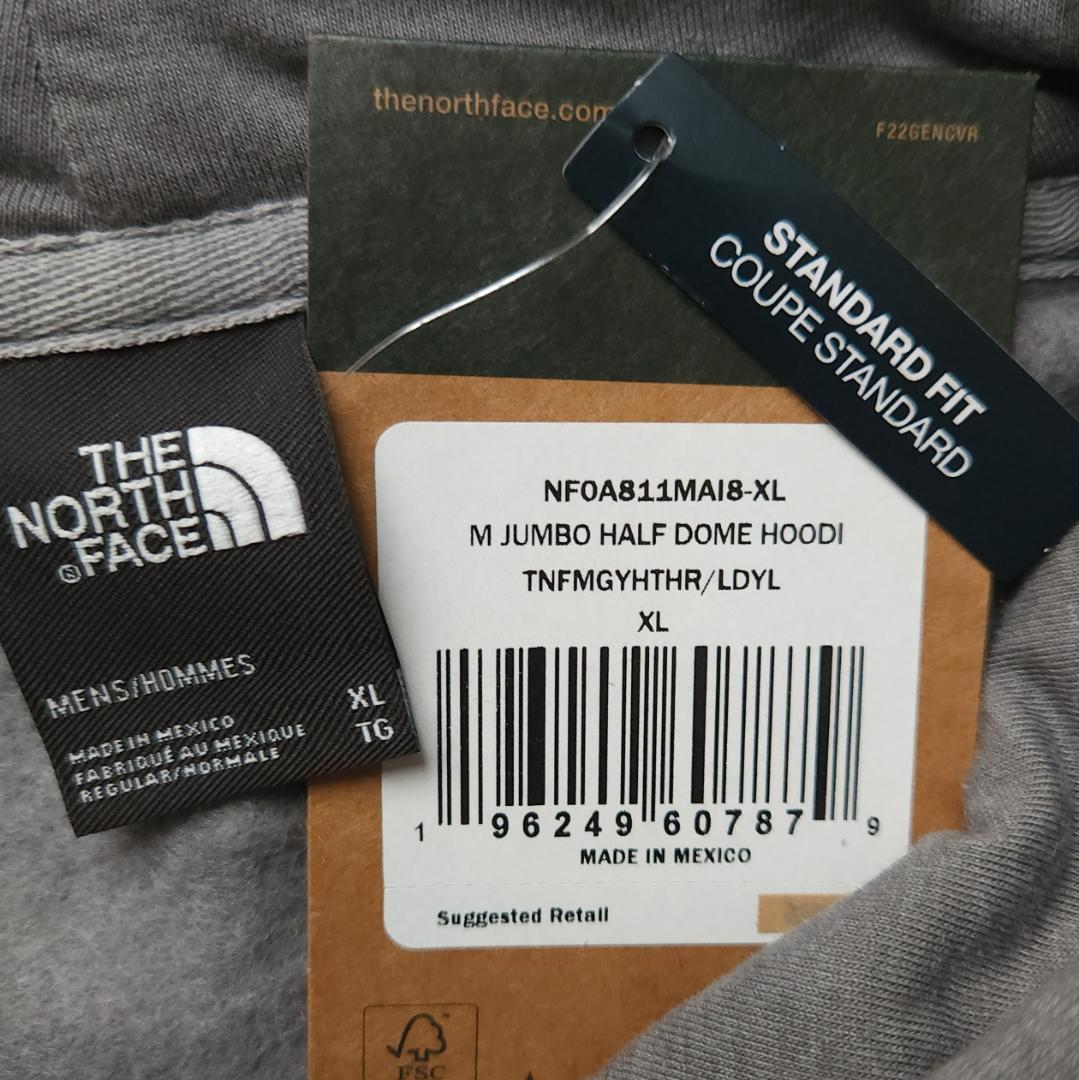 thenorthface.com
F22GENGVR
STANDARD FIT
COUPE STANDARD
THE
NORTH
FACE
MENS/HOMMES
XL
TG
MADE IN MEXICO
FABRIQUÉ AU MEXIQUE
REGULAR/NORMALE
NF0A811MAI8-XL
M JUMBO HALF DOME HOODI
TNFMGYHTHR/LDYL
XL
1 96249 60787 9
MADE IN MEXICO
Suggested Retail
FSC